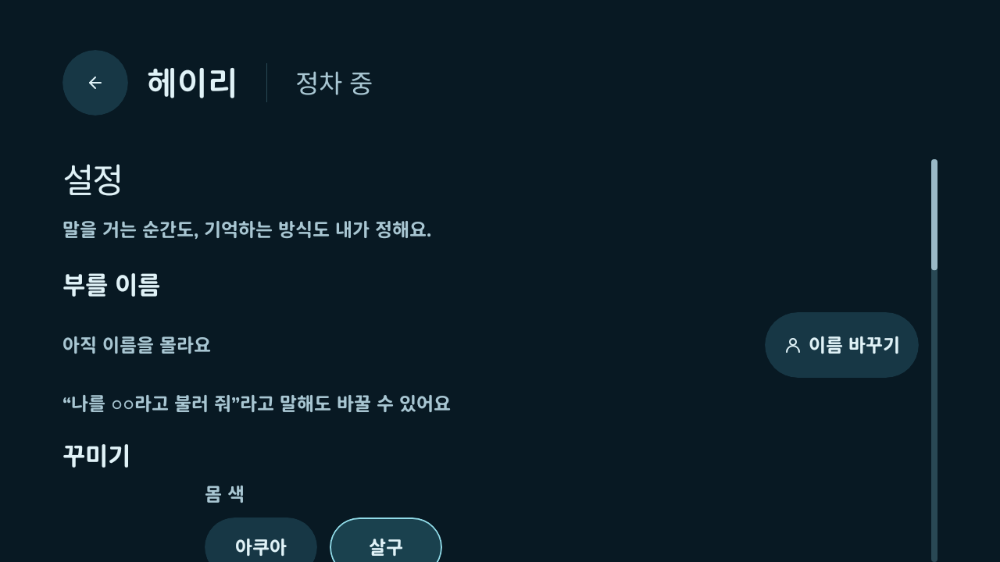 헤이리
정차 중
설정
말을 거는 순간도, 기억하는 방식도 내가 정해요.
부를 이름
아직 이름을 몰라요
이름 바꾸기
“나를 ○○라고 불러 줘”라고 말해도 바꿀 수 있어요
꾸미기
몸 색
아쿠아
살구